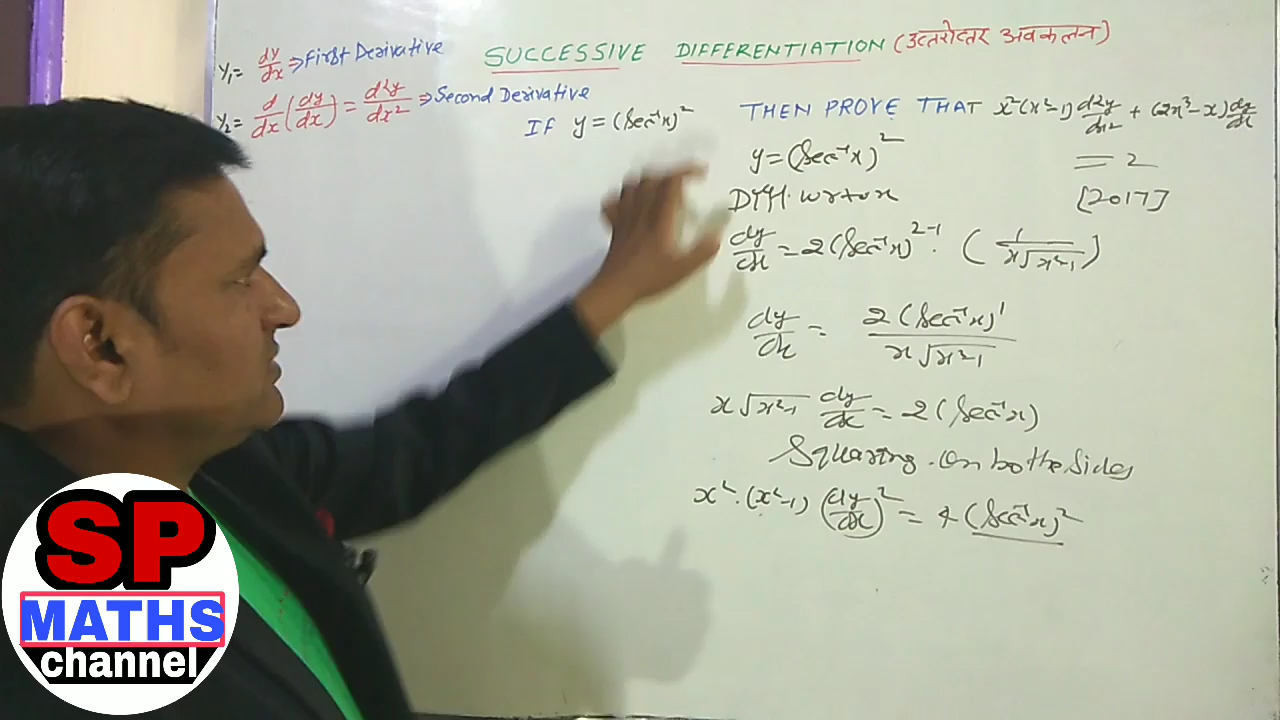 SUCCESSIVE DIFFERENTIATION (उत्तरोत्तर अवकलन)
y₁ = dy/dx ⇒ First Derivative
y₂ = d/dx (dy/dx) = d²y/dx² ⇒ Second Derivative
If y = (Sec⁻¹x)² THEN PROVE THAT x²(x²-1) d²y/dx² + (2x³-x) dy/dx
= 2
[2017]
y = (Sec⁻¹x)²
Diff. w r to x
dy/dx = 2(Sec⁻¹x)²⁻¹ . (1/x√x²-1)
dy/dx = 2(Sec⁻¹x)¹/x√x²-1
x√x²-1 dy/dx = 2(Sec⁻¹x)
Squaring on both the Sides
x².(x²-1) (dy/dx)² = 4(Sec⁻¹x)²
SP
MATHS
channel